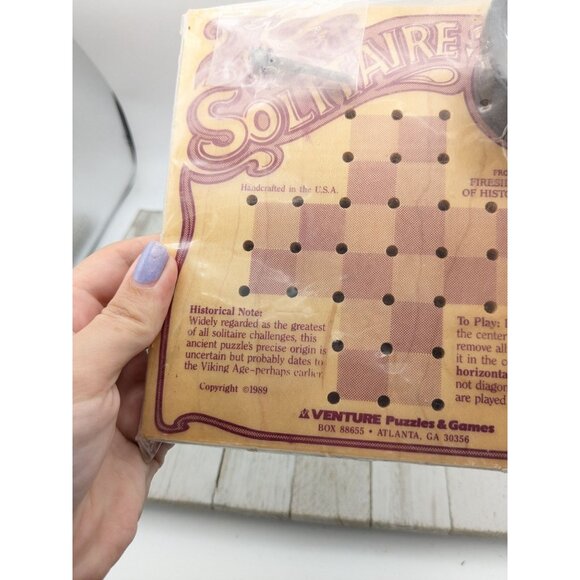 SOLITAIRE
Handcrafted in the U.S.A.
FIRESI
OF HISTO
Historical Note:
Widely regarded as the greatest
of all solitaire challenges, this
ancient puzzle's precise origin is
uncertain but probably dates to
the Viking Age-perhaps earlier
Copyright ©1989
To Play:
the center
remove all
it in the c
horizonta
not diagon
are played
VENTURE Puzzles & Games
BOX 88655 • ATLANTA, GA 30356